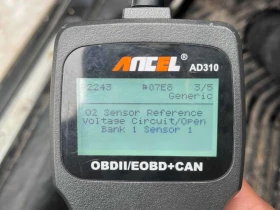 ANCEL
AD310
P2243 $07E8 3/5
Generic
O2 Sensor Reference
Voltage Circuit/Open
Bank 1 Sensor 1
OBDII/EOBD+CAN